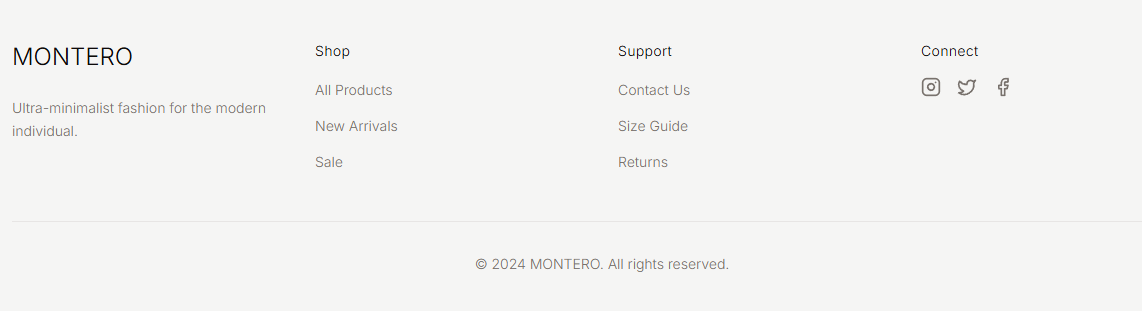 MONTERO
Ultra-minimalist fashion for the modern
individual.
Shop
All Products
New Arrivals
Sale
Support
Contact Us
Size Guide
Returns
Connect
© 2024 MONTERO. All rights reserved.